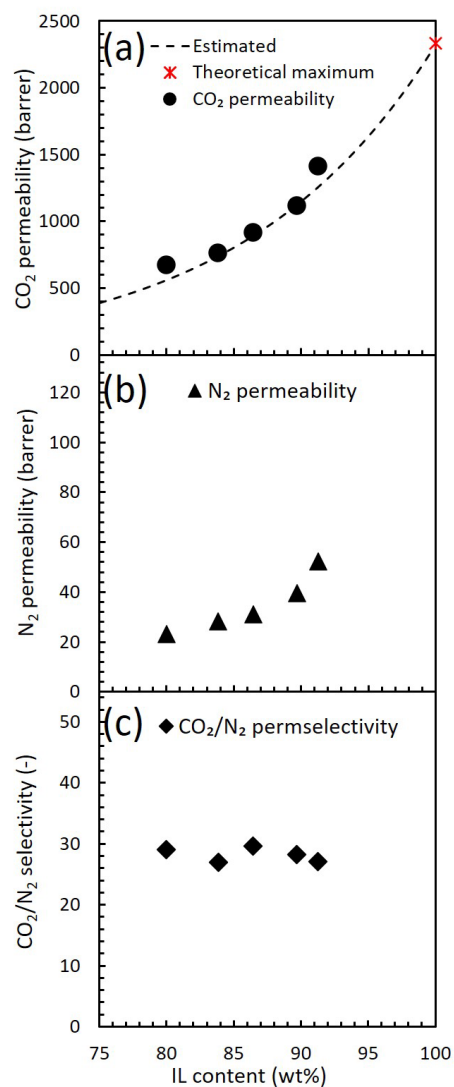 (a)
Estimated
Theoretical maximum
CO₂ permeability
2500
2000
1500
1000
500
0
CO₂ permeability (barrer)
(b)
N₂ permeability
120
100
80
60
40
20
0
N₂ permeability (barrer)
(c)
CO₂/N₂ permselectivity
50
40
30
20
10
0
CO₂/N₂ selectivity (-)
75 80 85 90 95 100
IL content (wt%)